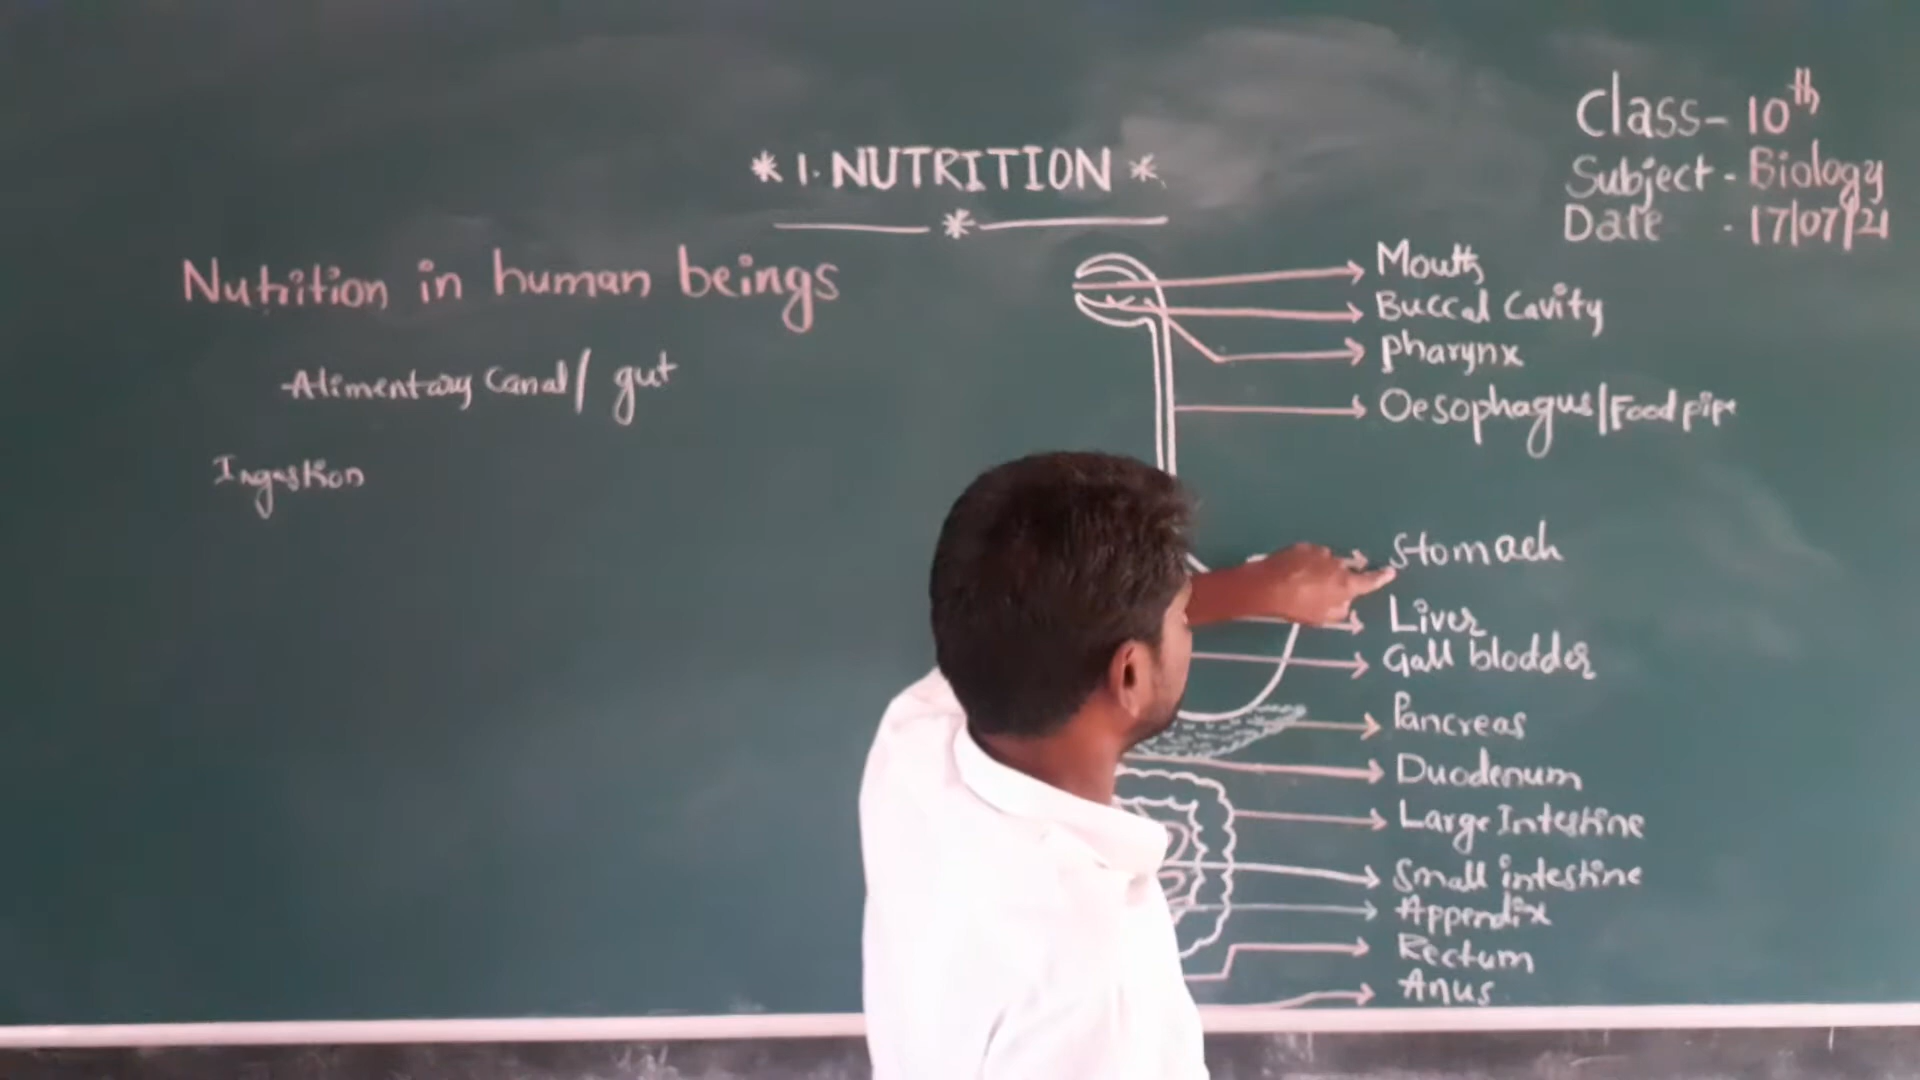 Class- 10th
Subject - Biology
Date - 17/07/21
* 1. NUTRITION *
Nutrition in human beings
Alimentary Canal/ gut
Ingestion
Mouth
Buccal Cavity
Pharynx
Oesophagus/Food pipe
Stomach
Liver
Gall bladder
Pancreas
Duodenum
Large Intestine
Small intestine
Appendix
Rectum
Anus